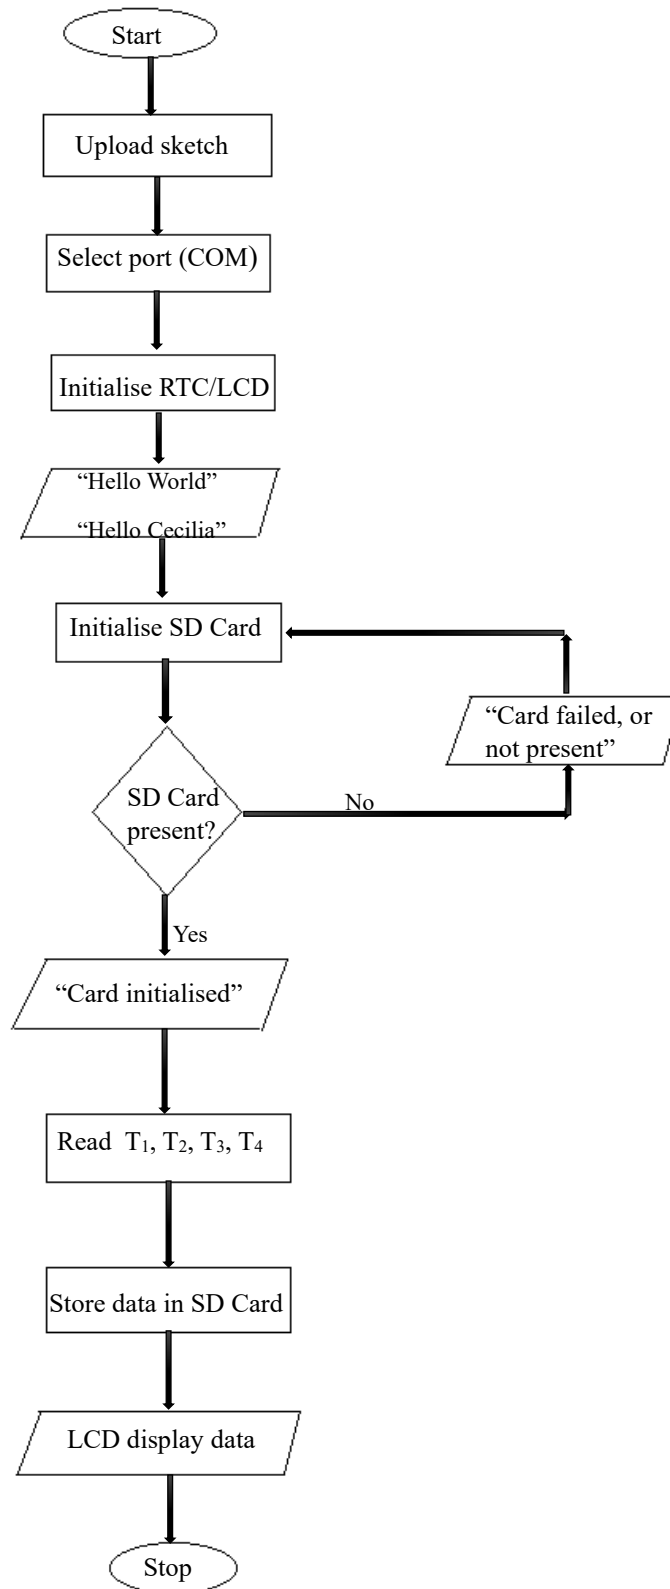 Start
Upload sketch
Select port (COM)
Initialise RTC/LCD
“Hello World”
“Hello Cecilia”
Initialise SD Card
“Card failed, or
not present”
SD Card
present?
No
Yes
“Card initialised”
Read T₁, T₂, T₃, T₄
Store data in SD Card
LCD display data
Stop